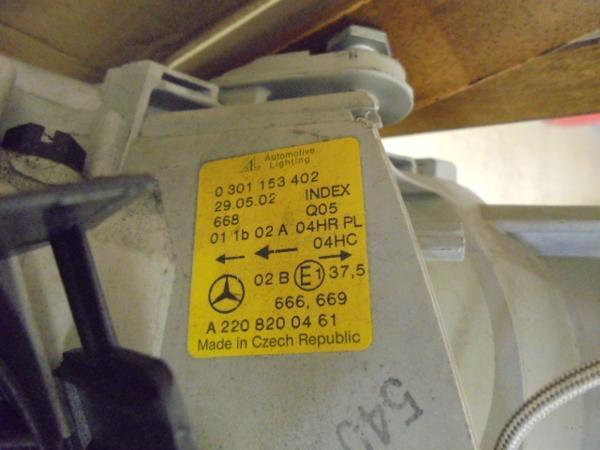 Automotive
Lighting
0 301 153 402
29.05.02 INDEX
668 Q05
01 1b 02 A 04HR PL
04HC
02 B E1 37,5
666, 669
A 220 820 04 61
Made in Czech Republic